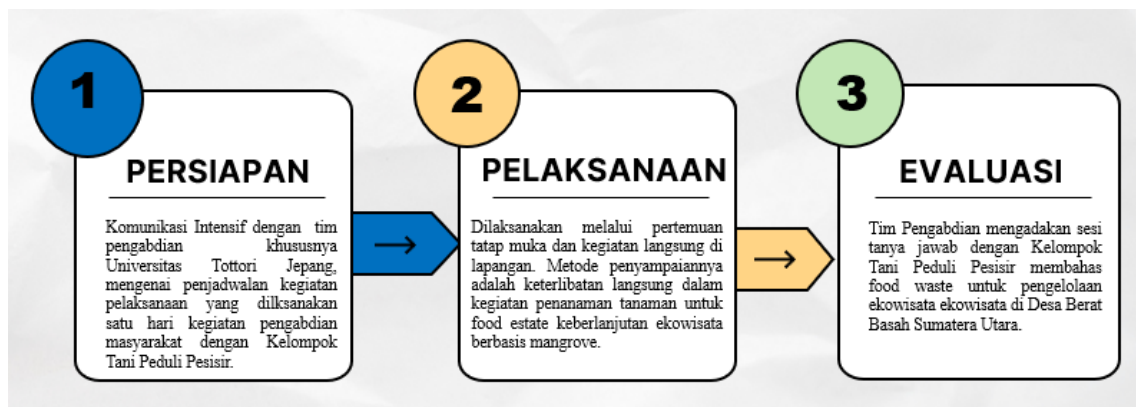 1
PERSIAPAN
Komunikasi Intensif dengan tim
pengabdian khususnya
Universitas Tottori Jepang,
mengenai penjadwalan kegiatan
pelaksanaan yang dilksanakan
satu hari kegiatan pengabdian
masyarakat dengan Kelompok
Tani Peduli Pesisir.
2
PELAKSANAAN
Dilaksanakan melalui pertemuan
tatap muka dan kegiatan langsung di
lapangan. Metode penyampaiannya
adalah keterlibatan langsung dalam
kegiatan penanaman tanaman untuk
food estate keberlanjutan ekowisata
berbasis mangrove.
3
EVALUASI
Tim Pengabdian mengadakan sesi
tanya jawab dengan Kelompok
Tani Peduli Pesisir membahas
food waste untuk pengelolaan
ekowisata ekowisata di Desa Berat
Basah Sumatera Utara.